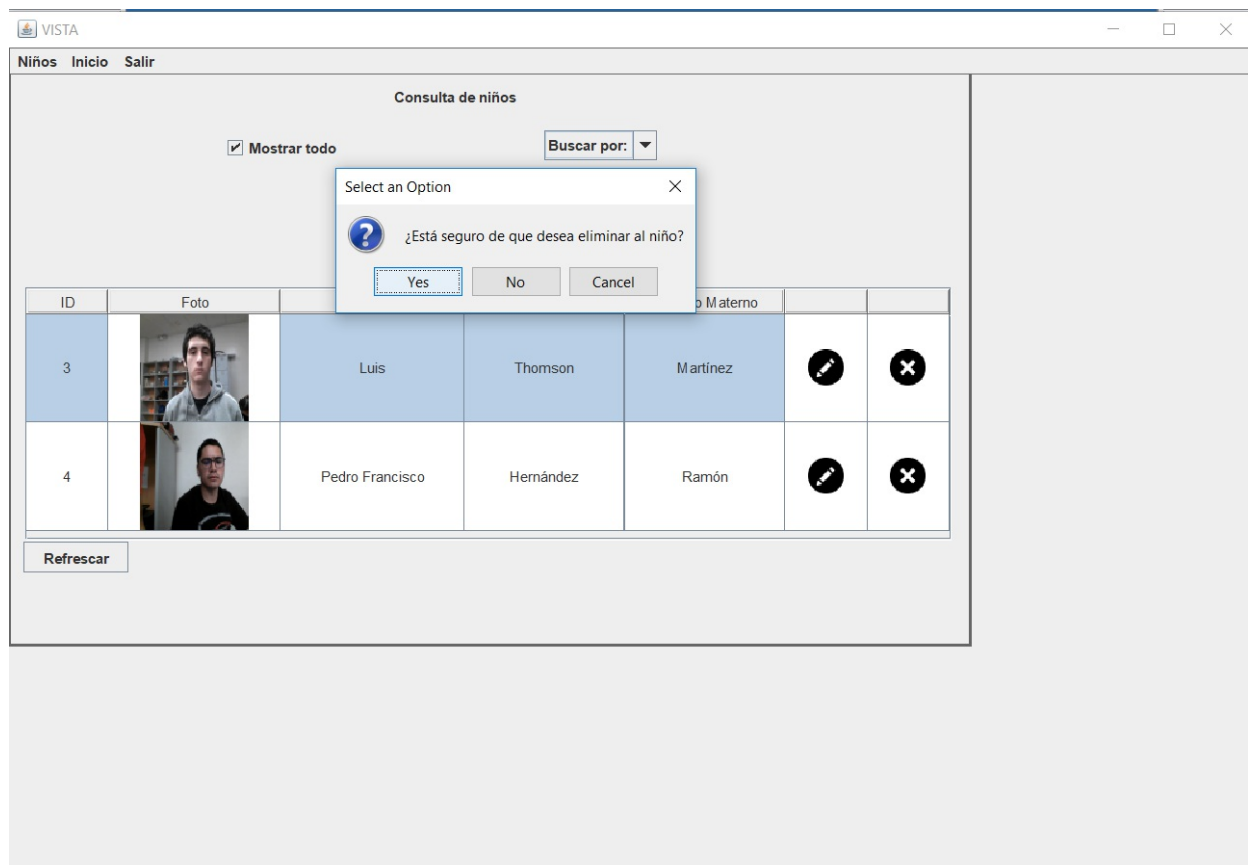 VISTA
Niños Inicio Salir
Consulta de niños
Mostrar todo Buscar por:
Select an Option
¿Está seguro de que desea eliminar al niño?
Yes No Cancel
ID Foto Materno
3 Luis Thomson Martínez
4 Pedro Francisco Hernández Ramón
Refrescar